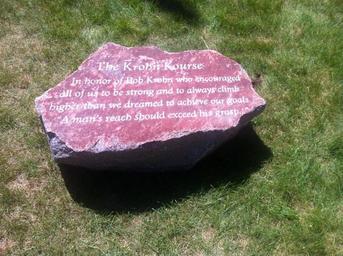 The Krohn Kourse
In honor of Bob Krohn who encouraged
all of us to be strong and to always climb
higher than we dreamed to achieve our goals
"A man's reach should exceed his grasp."